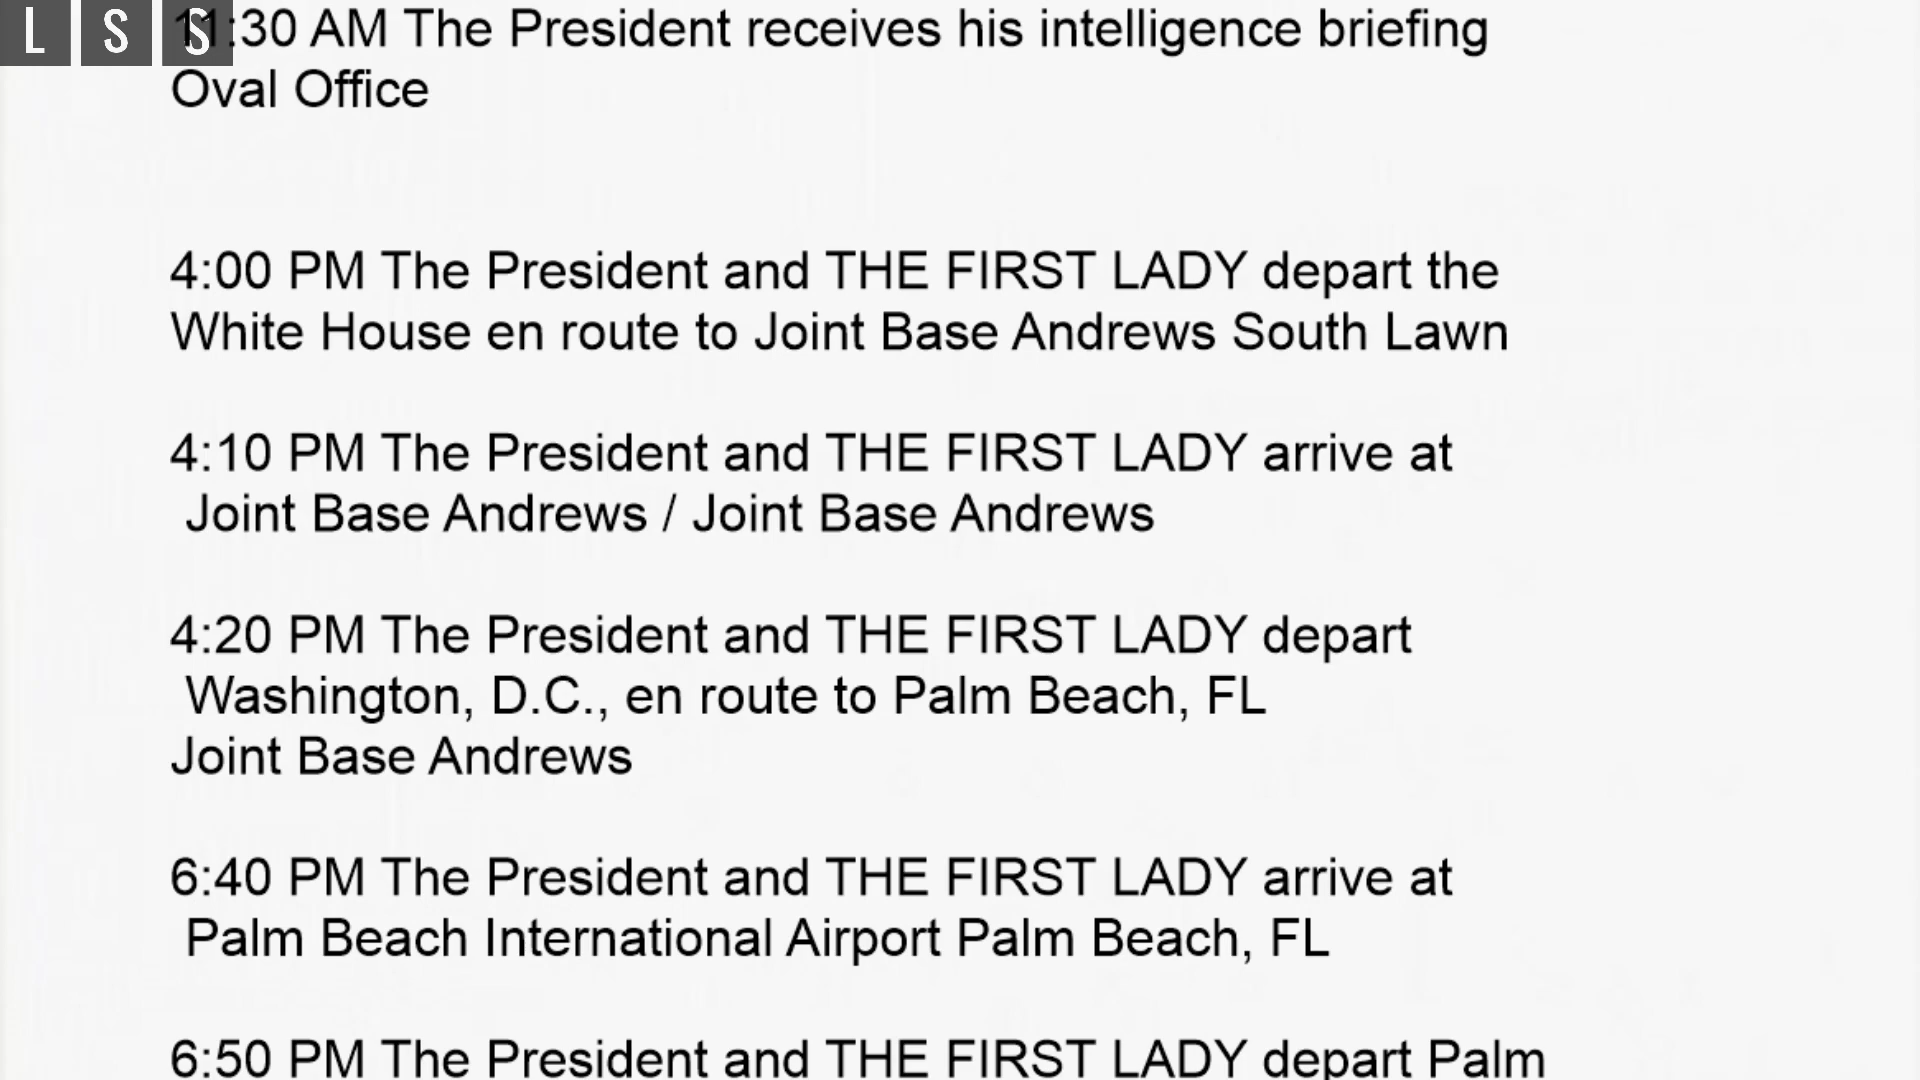 L S S
11:30 AM The President receives his intelligence briefing
Oval Office
4:00 PM The President and THE FIRST LADY depart the
White House en route to Joint Base Andrews South Lawn
4:10 PM The President and THE FIRST LADY arrive at
Joint Base Andrews / Joint Base Andrews
4:20 PM The President and THE FIRST LADY depart
Washington, D.C., en route to Palm Beach, FL
Joint Base Andrews
6:40 PM The President and THE FIRST LADY arrive at
Palm Beach International Airport Palm Beach, FL
6:50 PM The President and THE FIRST LADY depart Palm